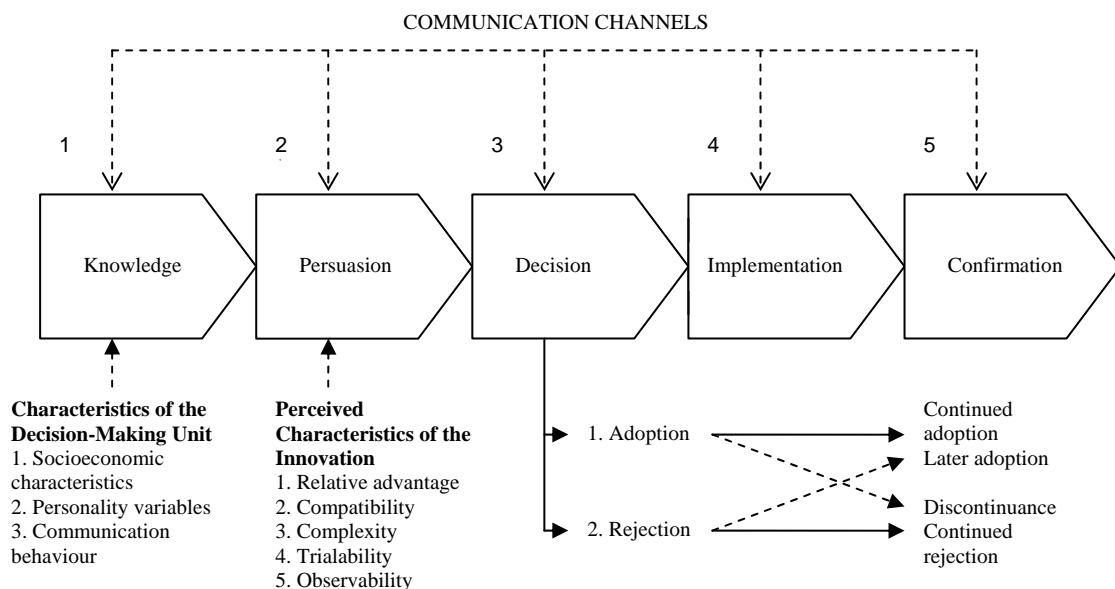 COMMUNICATION CHANNELS
1
2
3
4
5
Knowledge
Persuasion
Decision
Implementation
Confirmation
Characteristics of the
Decision-Making Unit
1. Socioeconomic
characteristics
2. Personality variables
3. Communication
behaviour
Perceived
Characteristics of the
Innovation
1. Relative advantage
2. Compatibility
3. Complexity
4. Trialability
5. Observability
1. Adoption
2. Rejection
Continued
adoption
Later adoption
Discontinuance
Continued
rejection